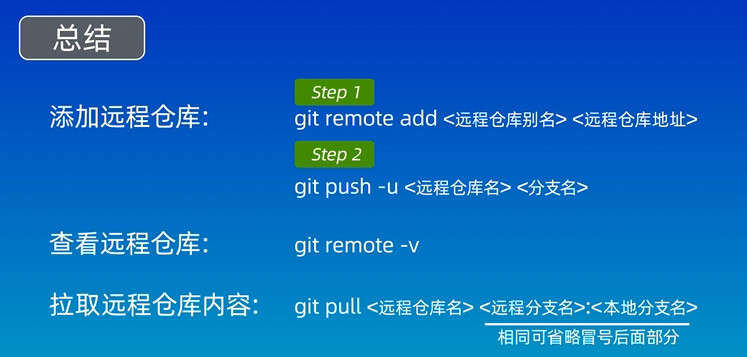 总结
Step 1
添加远程仓库: git remote add <远程仓库别名> <远程仓库地址>
Step 2
git push -u <远程仓库名> <分支名>
查看远程仓库: git remote -v
拉取远程仓库内容: git pull <远程仓库名> <远程分支名>:<本地分支名>
相同可省略冒号后面部分